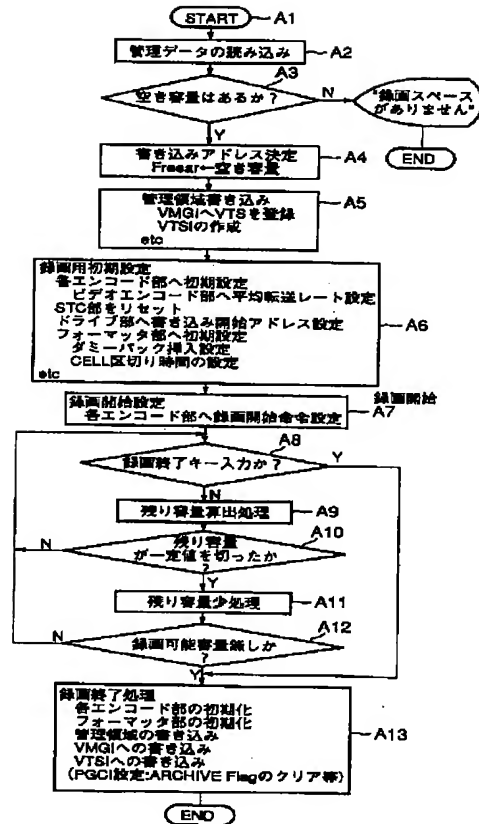 START
A1
管理データの読み込み
A2
A3
空き容量はあるか?
N
"録画スペース
がありません"
Y
END
書き込みアドレス決定
Freear←空き容量
A4
管理領域書き込み
VMGIへVTSを登録
VTSIの作成
etc
A5
録画用初期設定
各エンコード部へ初期設定
ビデオエンコード部へ平均転送レート設定
STC部をリセット
ドライブ部へ書き込み開始アドレス設定
フォーマッタ部へ初期設定
ダミーパック挿入設定
CELL区切り時間の設定
etc
A6
録画開始設定
各エンコード部へ録画開始命令設定
A7
録画開始
A8
録画終了キー入力か?
Y
N
残り容量算出処理
A9
A10
残り容量
が一定値を切ったか
?
N
Y
残り容量少処理
A11
A12
録画可能容量無しか
?
N
Y
録画終了処理
各エンコード部の初期化
フォーマッタ部の初期化
管理領域の書き込み
VMGIへの書き込み
VTSIへの書き込み
(PGCI設定:ARCHIVE Flagのクリア等)
A13
END